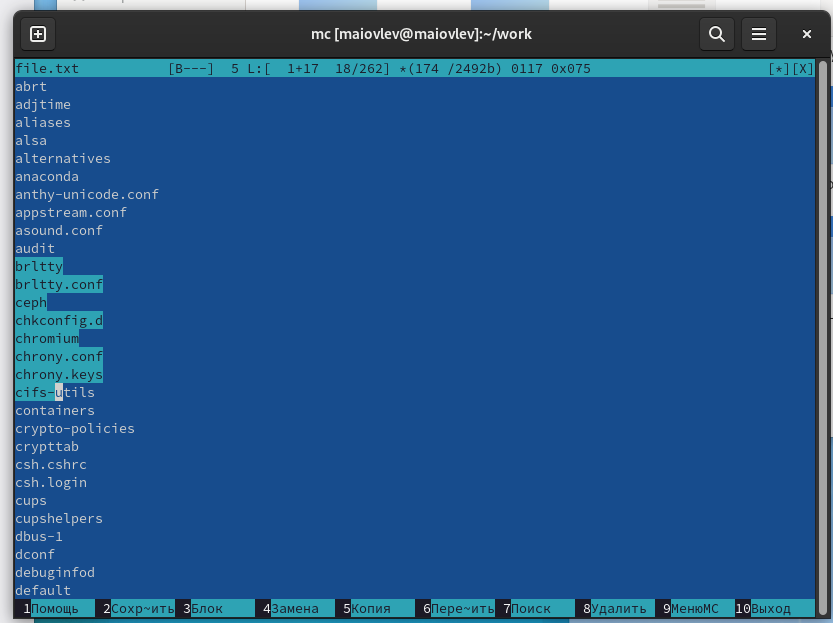 mc [maiovlev@maiovlev]:~/work
file.txt [B---] 5 L:[ 1+17 18/262] *(174 /2492b) 0117 0x075 [*][X]
abrt
adjtime
aliases
alsa
alternatives
anaconda
anthy-unicode.conf
appstream.conf
asound.conf
audit
brltty
brltty.conf
ceph
chkconfig.d
chromium
chrony.conf
chrony.keys
cifs-utils
containers
crypto-policies
crypttab
csh.cshrc
csh.login
cups
cupshelpers
dbus-1
dconf
debuginfod
default
1Помощь 2Сохр~ить 3Блок 4Замена 5Копия 6Пере~ить 7Поиск 8Удалить 9МенюMC 10Выход